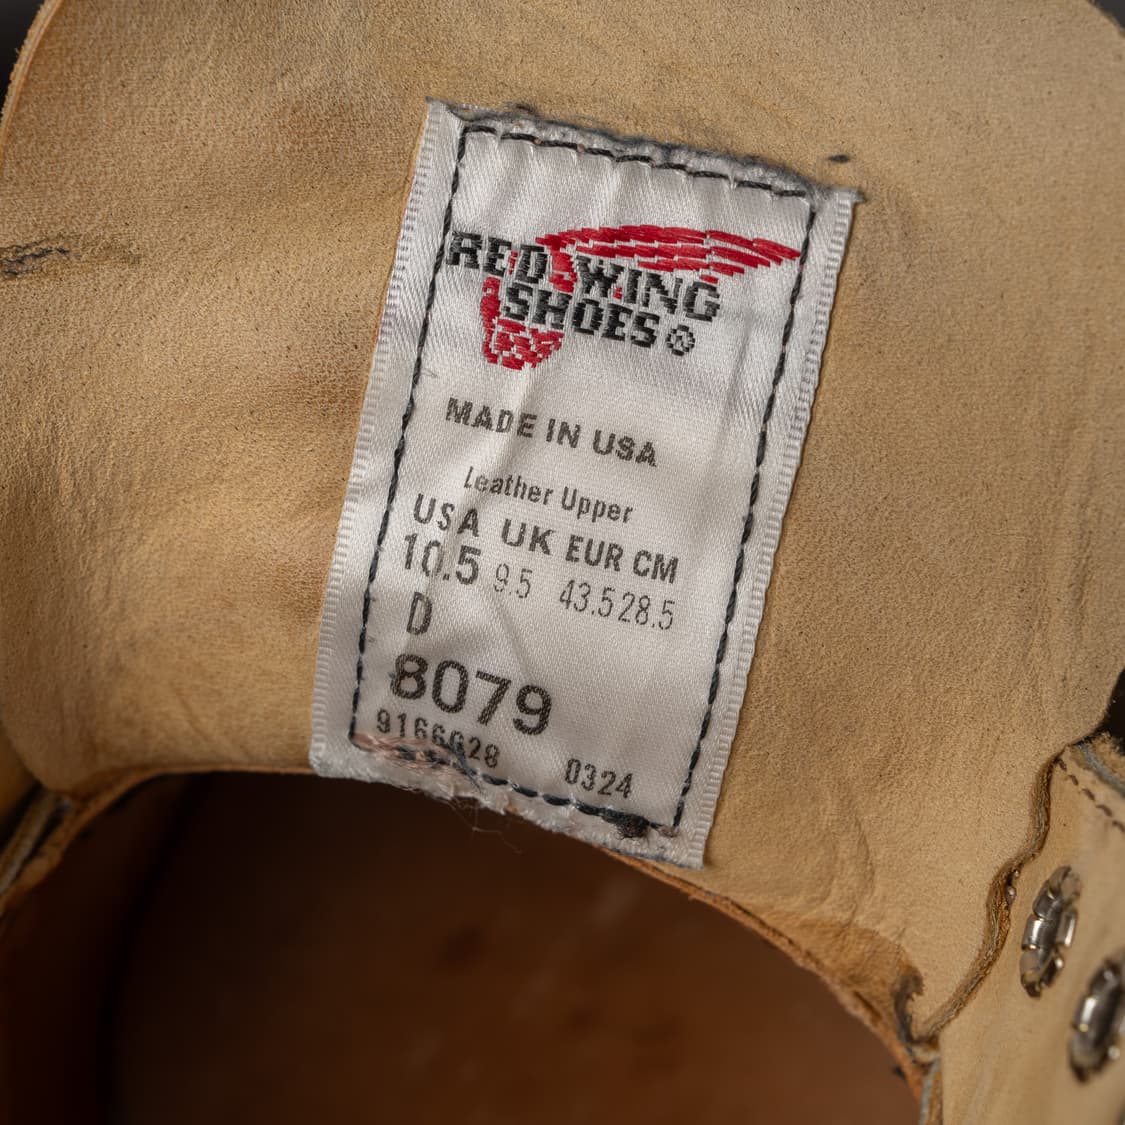 RED WING
SHOES®
MADE IN USA
Leather Upper
USA UK EUR CM
10.5 9.5 43.5 28.5
D
8079
9166028 0324